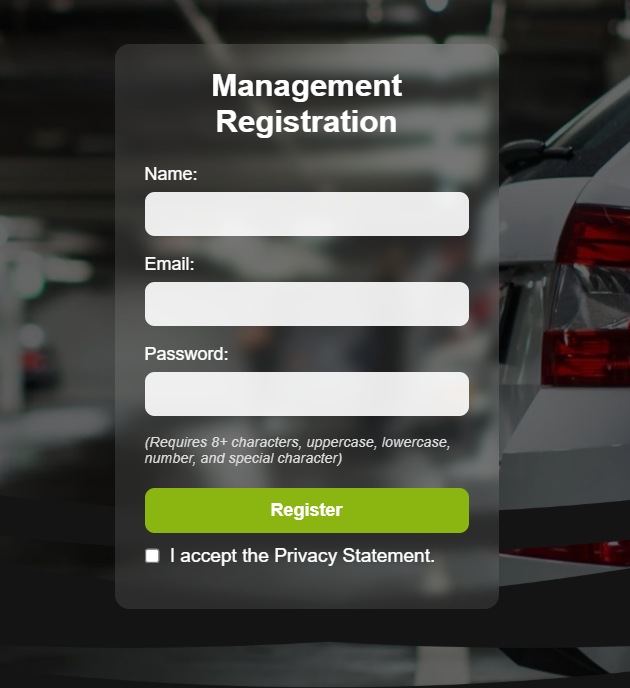 Management
Registration
Name:
Email:
Password:
(Requires 8+ characters, uppercase, lowercase,
number, and special character)
Register
I accept the Privacy Statement.